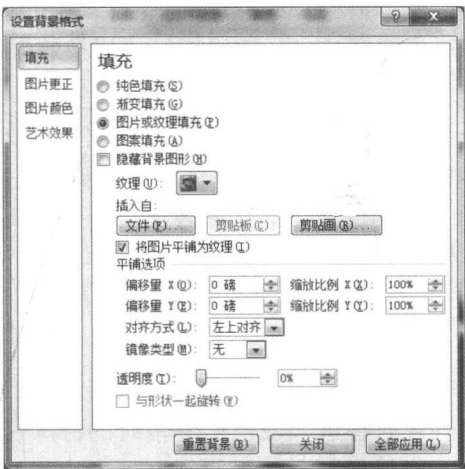 设置背景格式
填充
图片更正
图片颜色
艺术效果
填充
纯色填充(S)
渐变填充(G)
图片或纹理填充(P)
图案填充(A)
隐藏背景图形(H)
纹理(U):
插入自:
文件(F)... 剪贴板(C) 剪贴画(R)...
将图片平铺为纹理(I)
平铺选项
偏移量 X(O): 0 磅 缩放比例 X(X): 100%
偏移量 Y(E): 0 磅 缩放比例 Y(Y): 100%
对齐方式(L): 左上对齐
镜像类型(M): 无
透明度(T): 0%
与形状一起旋转(W)
重置背景(B) 关闭 全部应用(L)